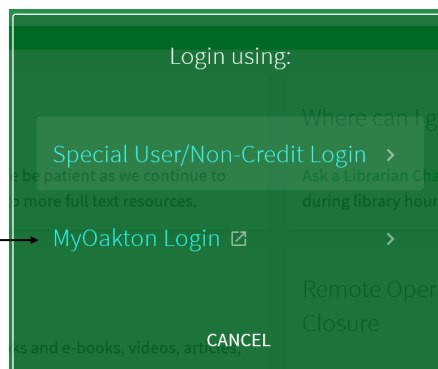 Login using:
Where can I g
Special User/Non-Credit Login
e be patient as we continue to
Ask a Librarian Cha
o more full text resources.
during library hour
MyOakton Login
Remote Oper
Closure
CANCEL
ks and e-books, videos, articles,